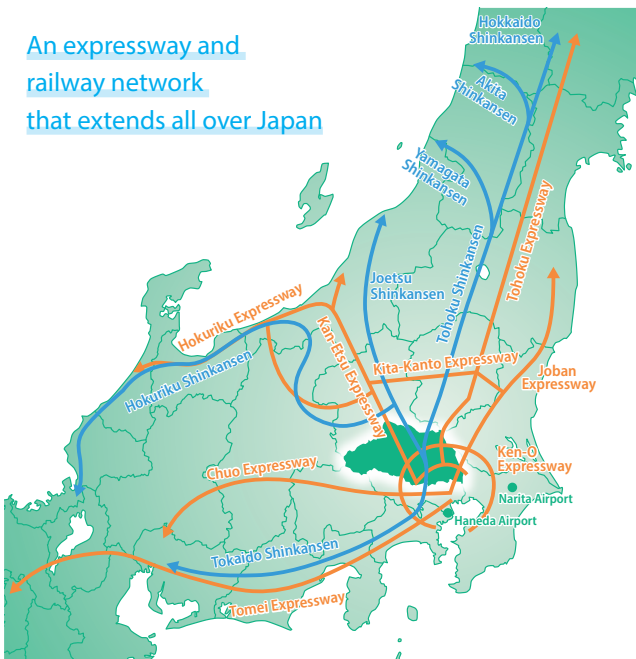 An expressway and
railway network
that extends all over Japan
Hokkaido
Shinkansen
Akita
Shinkansen
Yamagata
Shinkansen
Tohoku Expressway
Tohoku Shinkansen
Joetsu
Shinkansen
Hokuriku Expressway
Kan-Etsu Expressway
Hokuriku Shinkansen
Kita-Kanto Expressway
Joban
Expressway
Ken-O
Expressway
Chuo Expressway
Narita Airport
Haneda Airport
Tokaido Shinkansen
Tomei Expressway